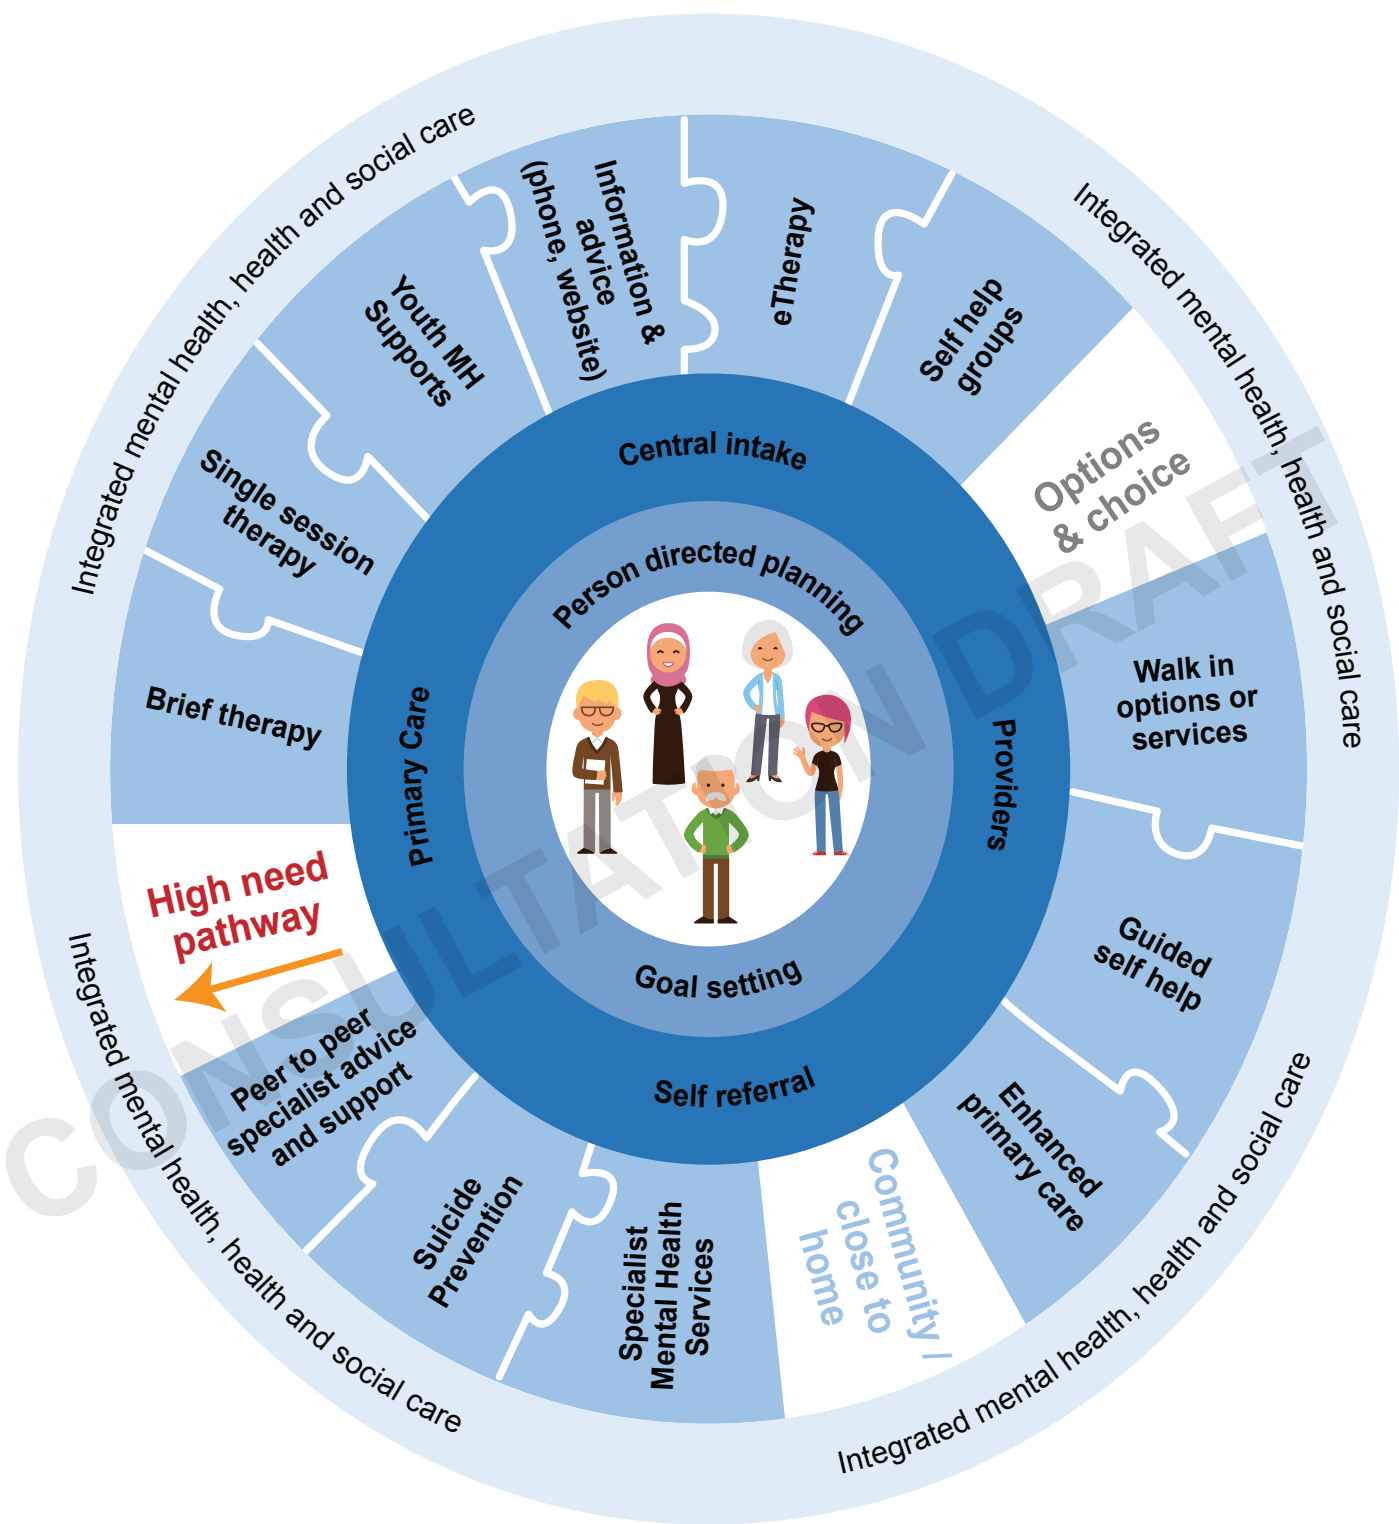 Integrated mental health, health and social care
Integrated mental health, health and social care
Integrated mental health, health and social care
Integrated mental health, health and social care
Information &
advice
(phone, website)
eTherapy
Self help
groups
Options
& choice
Walk in
options or
services
Guided
self help
Enhanced
primary care
Community /
close to
home
Specialist
Mental Health
Services
Suicide
Prevention
Peer to peer
specialist advice
and support
High need
pathway
Brief therapy
Single session
therapy
Youth MH
Supports
Central intake
Providers
Self referral
Primary Care
Person directed planning
Goal setting
CONSULTATION DRAFT